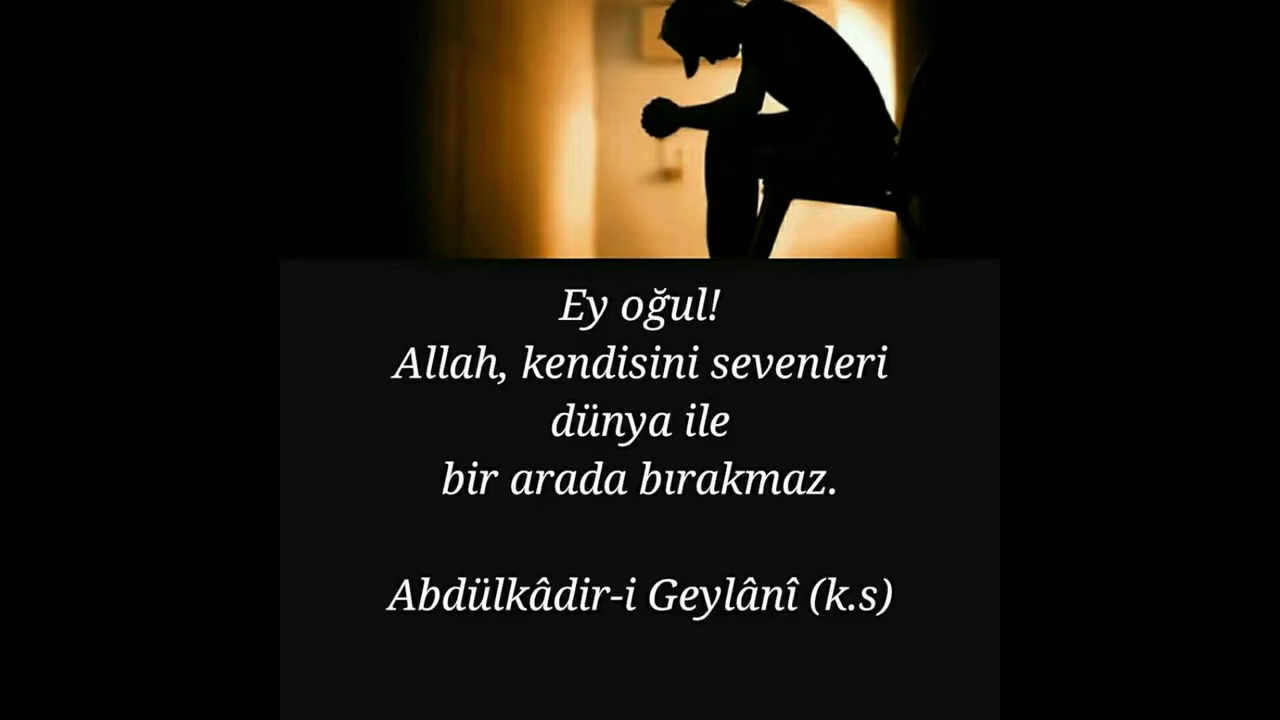 Ey oğul!
Allah, kendisini sevenleri
dünya ile
bir arada bırakmaz.
Abdülkâdir-i Geylânî (k.s)